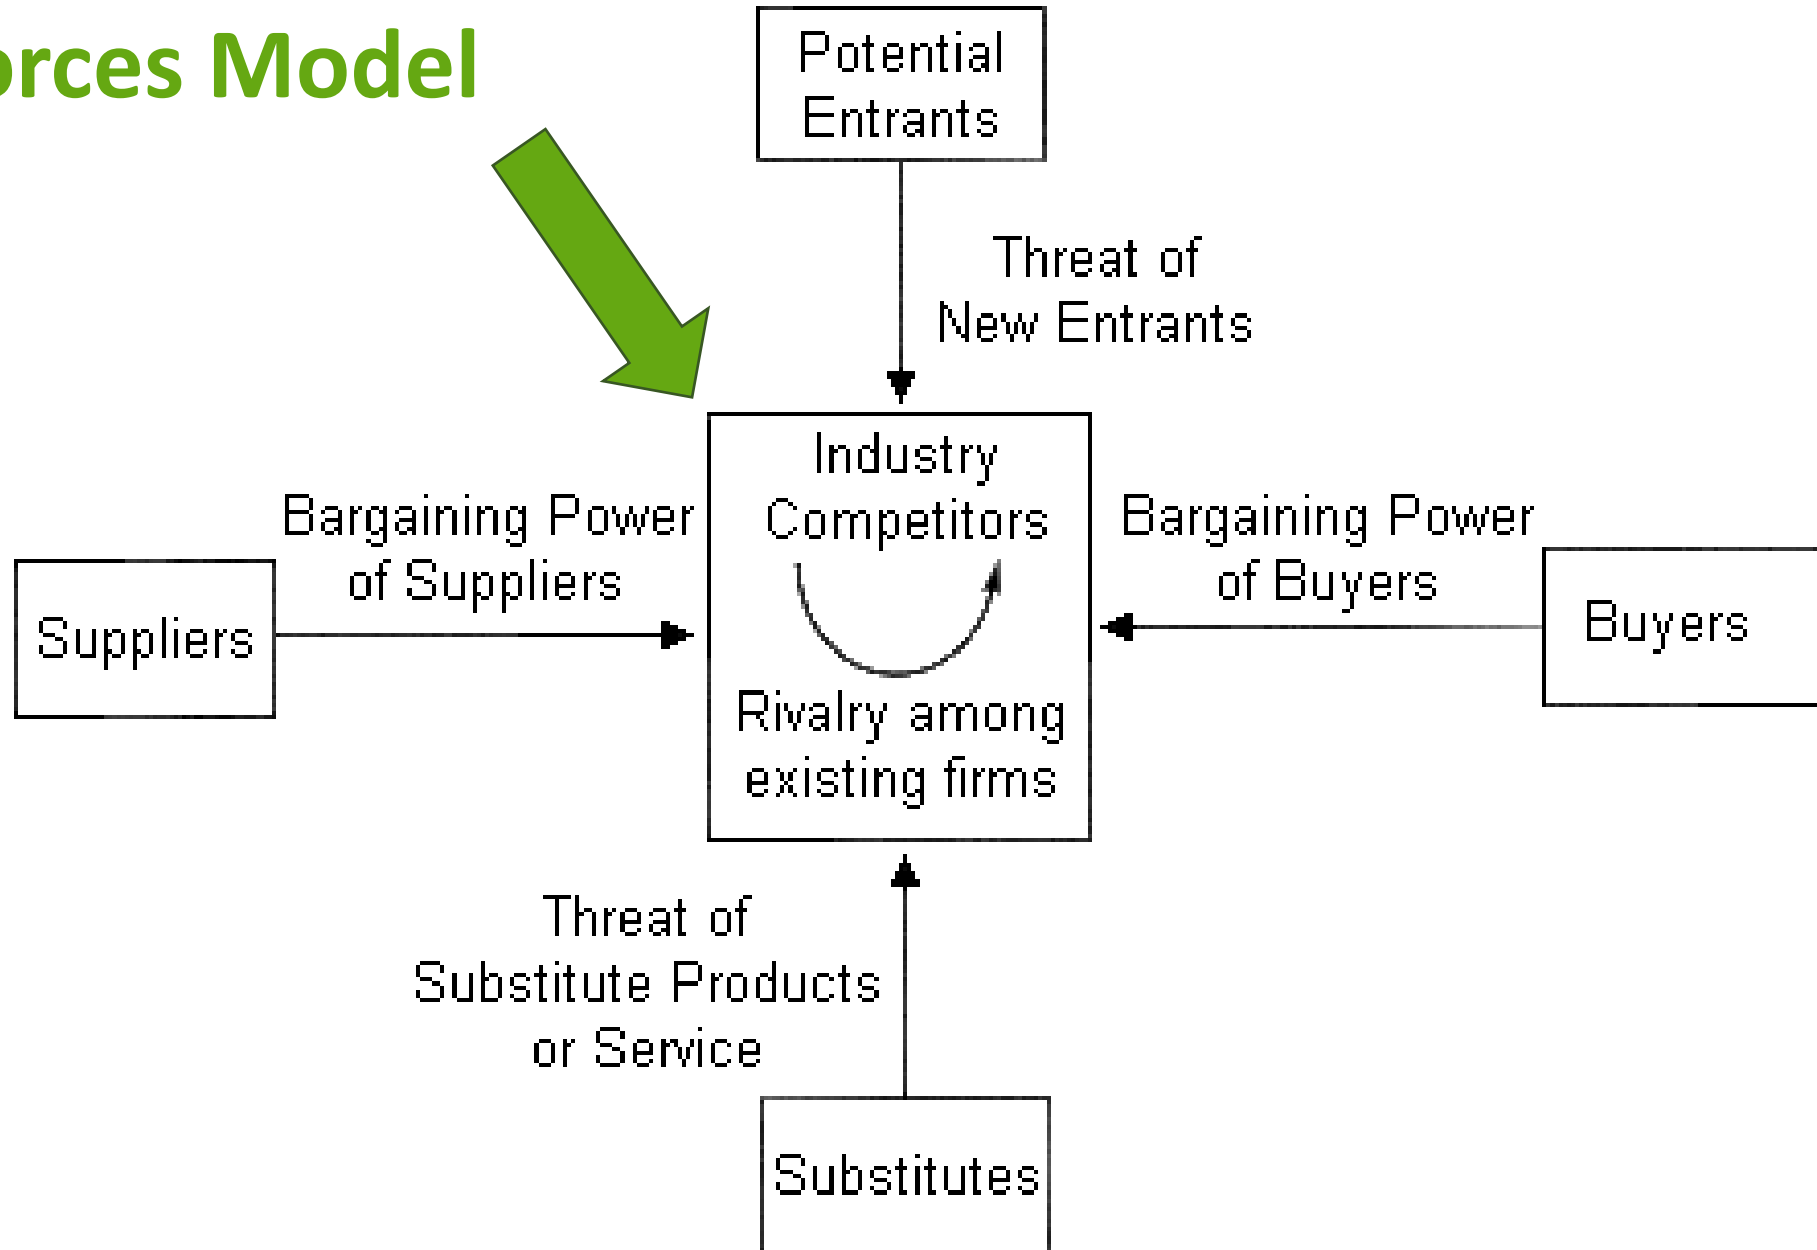 orces Model
Potential
Entrants
Threat of
New Entrants
Industry
Competitors
Rivalry among
existing firms
Bargaining Power
of Suppliers
Suppliers
Bargaining Power
of Buyers
Buyers
Threat of
Substitute Products
or Service
Substitutes